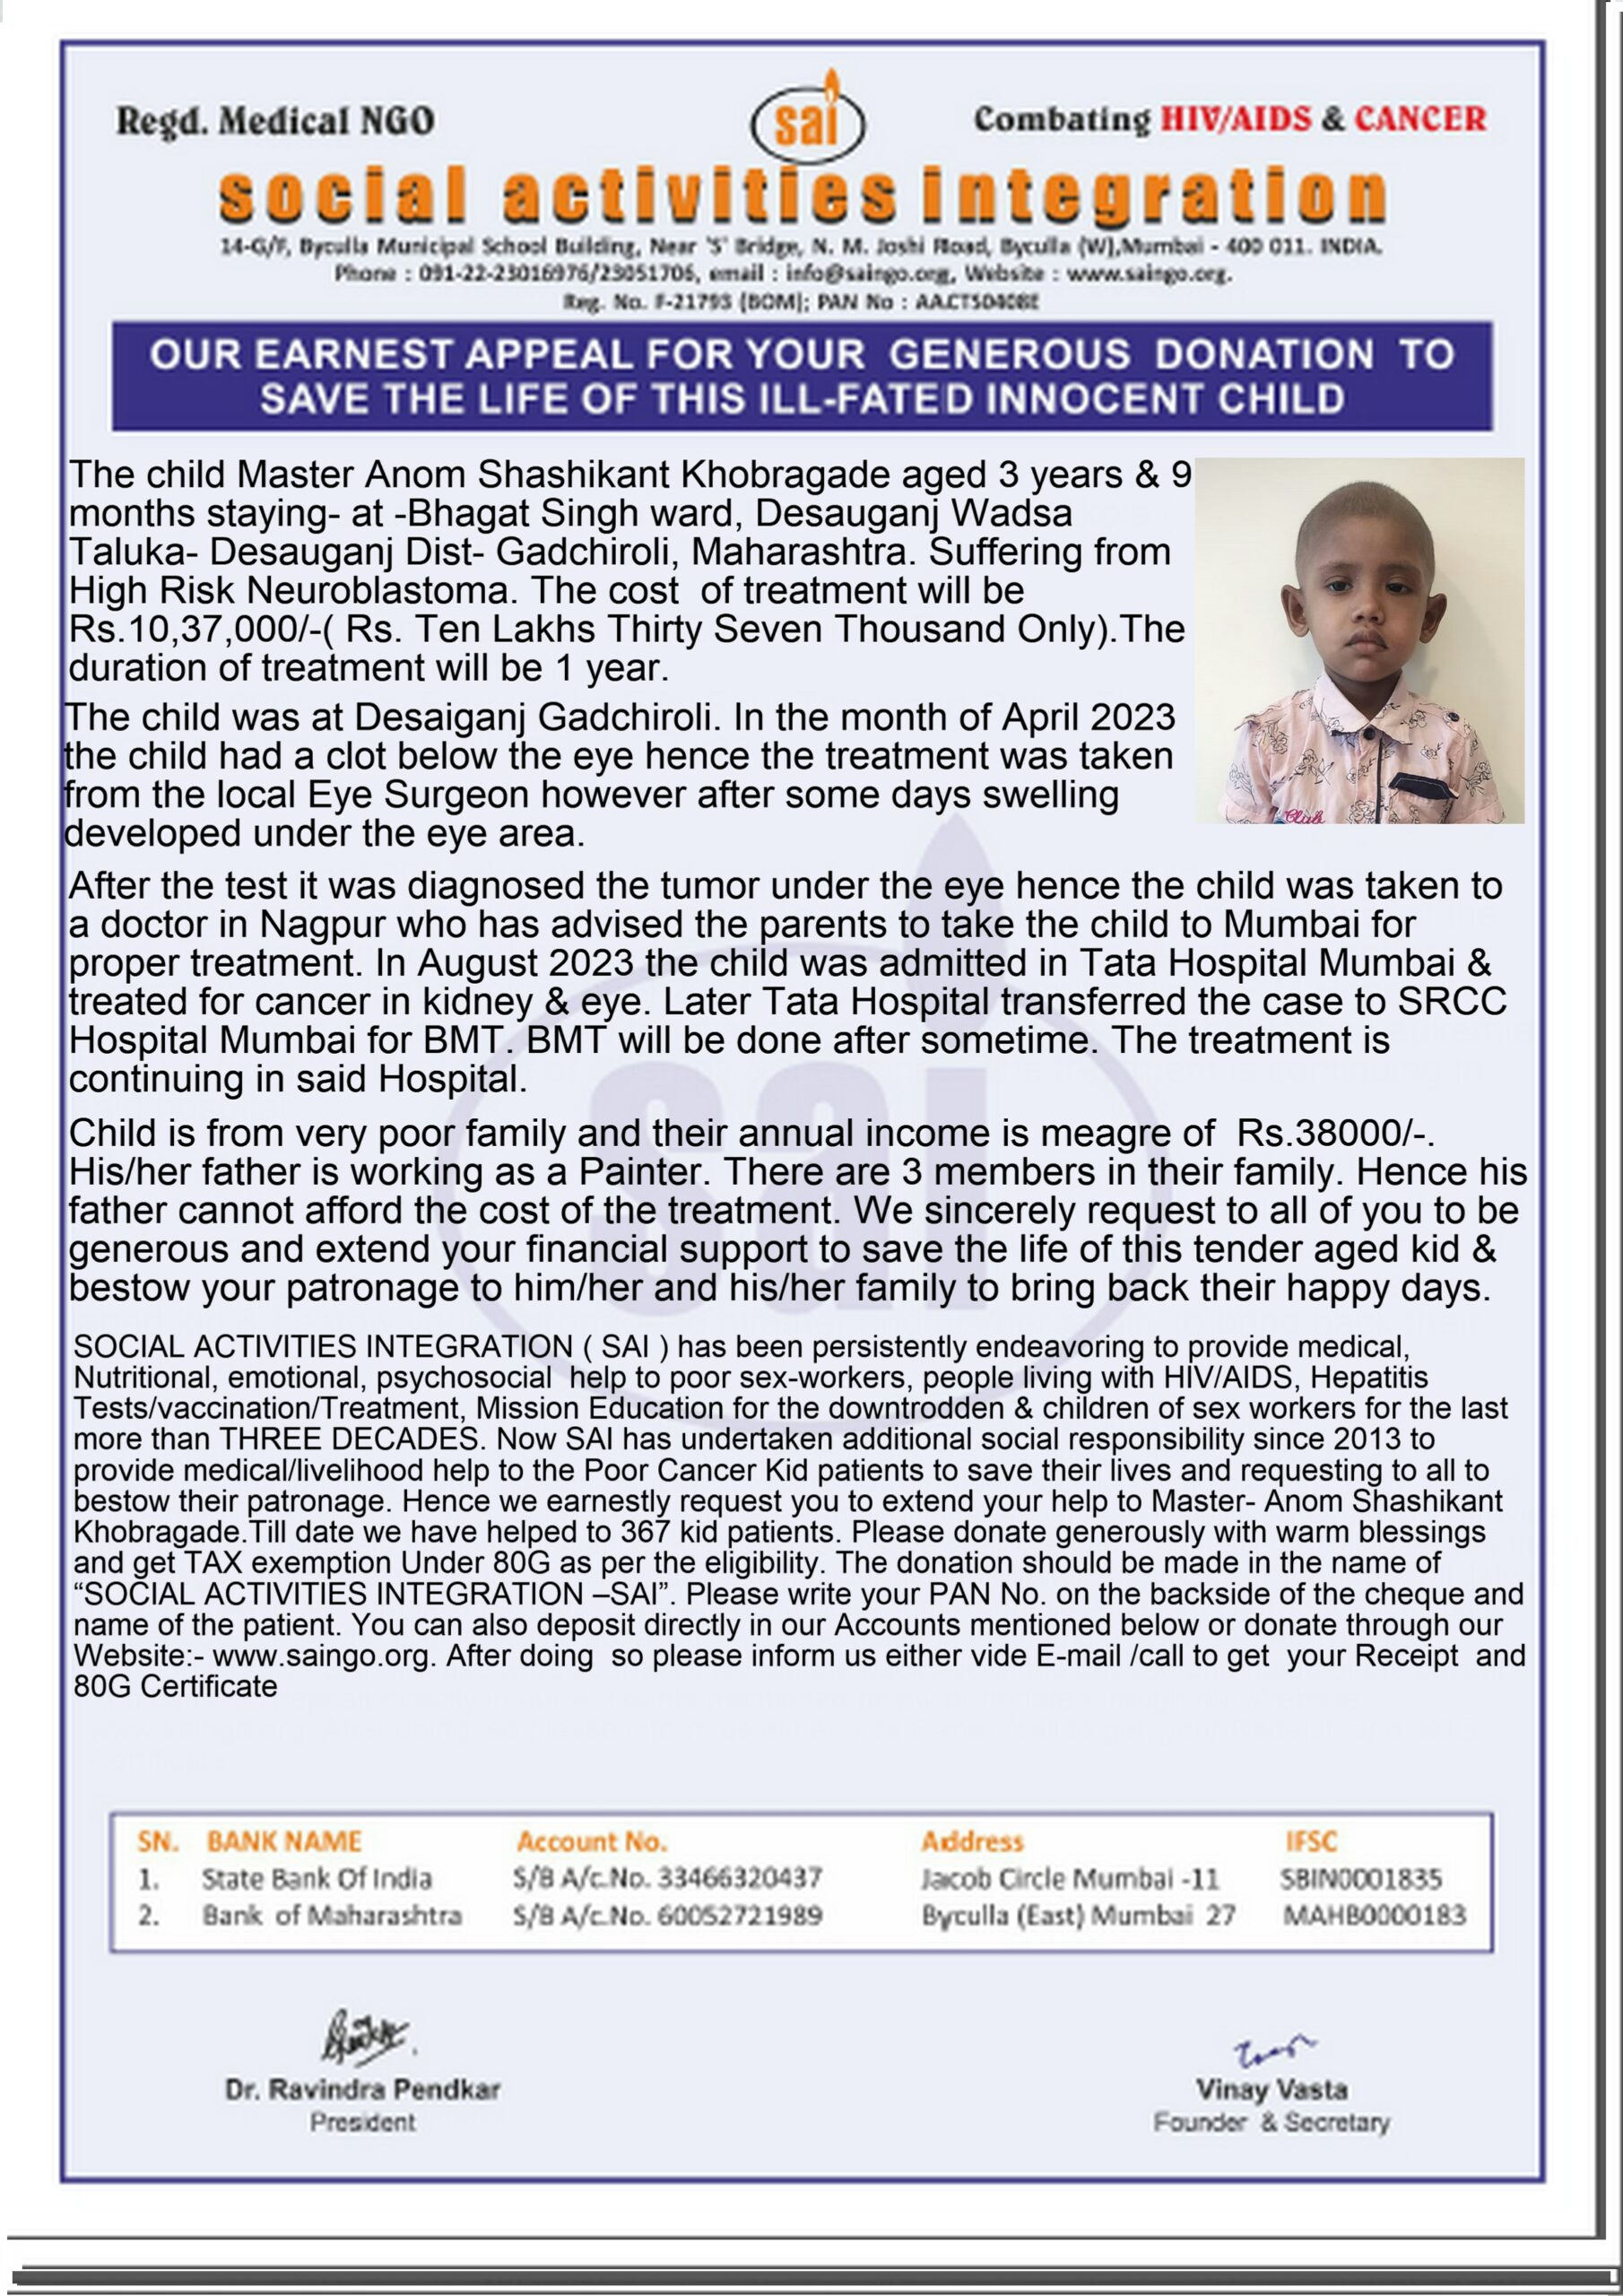 Regd. Medical NGO
sai
Combating HIV/AIDS & CANCER
social activities integration
14-G/F, Byculla Municipal School Building, Near 'S' Bridge, N. M. Joshi Road, Byculla (W),Mumbai - 400 011. INDIA.
Phone : 091-22-23016976/23051706, email : info@saingo.org, Website : www.saingo.org.
Reg. No. F-21793 (BOM); PAN No : AACTS0408E
OUR EARNEST APPEAL FOR YOUR GENEROUS DONATION TO
SAVE THE LIFE OF THIS ILL-FATED INNOCENT CHILD
The child Master Anom Shashikant Khobragade aged 3 years & 9
months staying- at -Bhagat Singh ward, Desauganj Wadsa
Taluka- Desauganj Dist- Gadchiroli, Maharashtra. Suffering from
High Risk Neuroblastoma. The cost of treatment will be
Rs.10,37,000/-( Rs. Ten Lakhs Thirty Seven Thousand Only).The
duration of treatment will be 1 year.
The child was at Desaiganj Gadchiroli. In the month of April 2023
the child had a clot below the eye hence the treatment was taken
from the local Eye Surgeon however after some days swelling
developed under the eye area.
Club
After the test it was diagnosed the tumor under the eye hence the child was taken to
a doctor in Nagpur who has advised the parents to take the child to Mumbai for
proper treatment. In August 2023 the child was admitted in Tata Hospital Mumbai &
treated for cancer in kidney & eye. Later Tata Hospital transferred the case to SRCC
Hospital Mumbai for BMT. BMT will be done after sometime. The treatment is
continuing in said Hospital.
Child is from very poor family and their annual income is meagre of Rs.38000/-.
His/her father is working as a Painter. There are 3 members in their family. Hence his
father cannot afford the cost of the treatment. We sincerely request to all of you to be
generous and extend your financial support to save the life of this tender aged kid &
bestow your patronage to him/her and his/her family to bring back their happy days.
sai
SOCIAL ACTIVITIES INTEGRATION ( SAI ) has been persistently endeavoring to provide medical,
Nutritional, emotional, psychosocial help to poor sex-workers, people living with HIV/AIDS, Hepatitis
Tests/vaccination/Treatment, Mission Education for the downtrodden & children of sex workers for the last
more than THREE DECADES. Now SAI has undertaken additional social responsibility since 2013 to
provide medical/livelihood help to the Poor Cancer Kid patients to save their lives and requesting to all to
bestow their patronage. Hence we earnestly request you to extend your help to Master- Anom Shashikant
Khobragade.Till date we have helped to 367 kid patients. Please donate generously with warm blessings
and get TAX exemption Under 80G as per the eligibility. The donation should be made in the name of
“SOCIAL ACTIVITIES INTEGRATION –SAI”. Please write your PAN No. on the backside of the cheque and
name of the patient. You can also deposit directly in our Accounts mentioned below or donate through our
Website:- www.saingo.org. After doing so please inform us either vide E-mail /call to get your Receipt and
80G Certificate
SN. BANK NAME Account No. Address IFSC
1. State Bank Of India S/B A/c.No. 33466320437 Jacob Circle Mumbai -11 SBIN0001835
2. Bank of Maharashtra S/B A/c.No. 60052721989 Byculla (East) Mumbai 27 MAHB0000183
Dr. Ravindra Pendkar
President
Vinay Vasta
Founder & Secretary